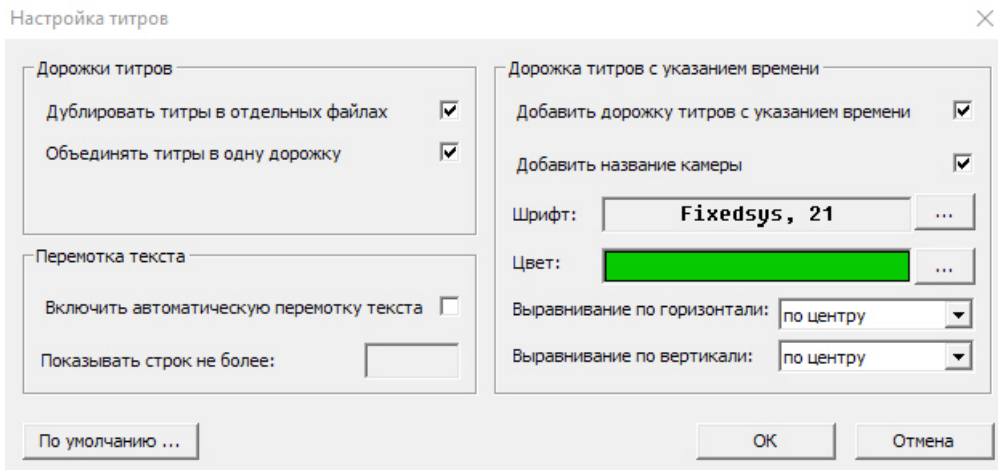 Настройка титров
Дорожки титров
Дублировать титры в отдельных файлах
Объединять титры в одну дорожку
Перемотка текста
Включить автоматическую перемотку текста
Показывать строк не более:
Дорожка титров с указанием времени
Добавить дорожку титров с указанием времени
Добавить название камеры
Шрифт: Fixedsys, 21 ...
Цвет: ...
Выравнивание по горизонтали: по центру
Выравнивание по вертикали: по центру
По умолчанию ... OK Отмена